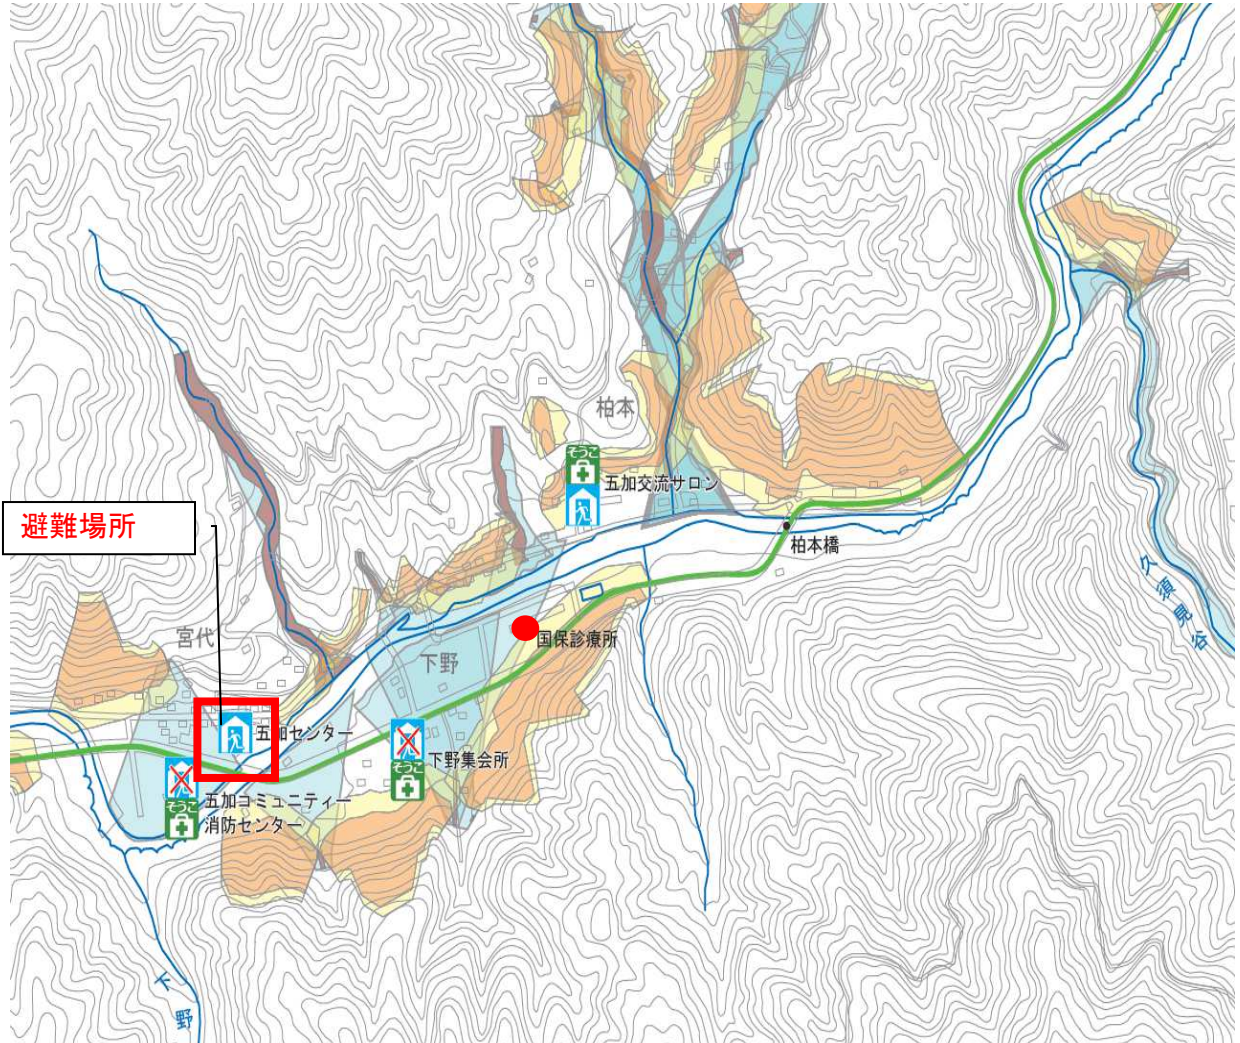 柏本
そうこ
五加交流サロン
避難場所
柏本橋
久須見谷
宮代
国保診療所
下野
五加センター
下野集会所
そうこ
五加コミュニティー
消防センター
そうこ
下野